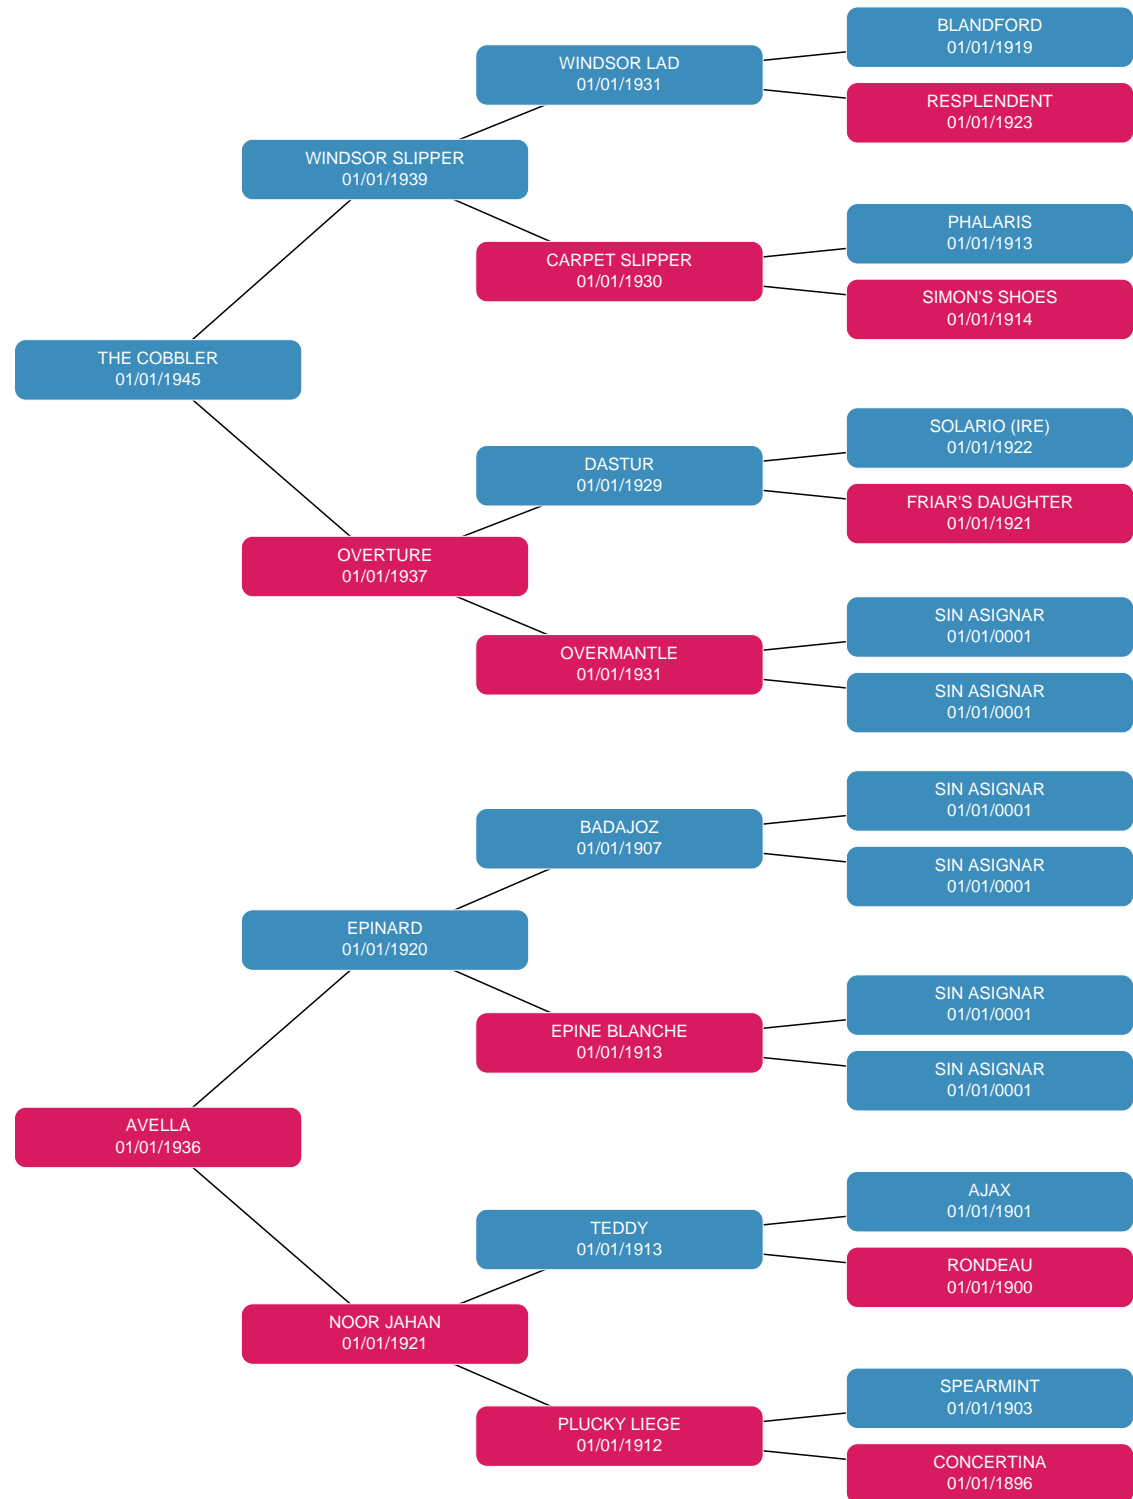 BLANDFORD
01/01/1919
WINDSOR LAD
01/01/1931
RESPLENDENT
01/01/1923
WINDSOR SLIPPER
01/01/1939
PHALARIS
01/01/1913
CARPET SLIPPER
01/01/1930
SIMON'S SHOES
01/01/1914
THE COBBLER
01/01/1945
SOLARIO (IRE)
01/01/1922
DASTUR
01/01/1929
FRIAR'S DAUGHTER
01/01/1921
OVERTURE
01/01/1937
SIN ASIGNAR
01/01/0001
OVERMANTLE
01/01/1931
SIN ASIGNAR
01/01/0001
SIN ASIGNAR
01/01/0001
BADAJOZ
01/01/1907
SIN ASIGNAR
01/01/0001
EPINARD
01/01/1920
SIN ASIGNAR
01/01/0001
EPINE BLANCHE
01/01/1913
SIN ASIGNAR
01/01/0001
AVELLA
01/01/1936
AJAX
01/01/1901
TEDDY
01/01/1913
RONDEAU
01/01/1900
NOOR JAHAN
01/01/1921
SPEARMINT
01/01/1903
PLUCKY LIEGE
01/01/1912
CONCERTINA
01/01/1896